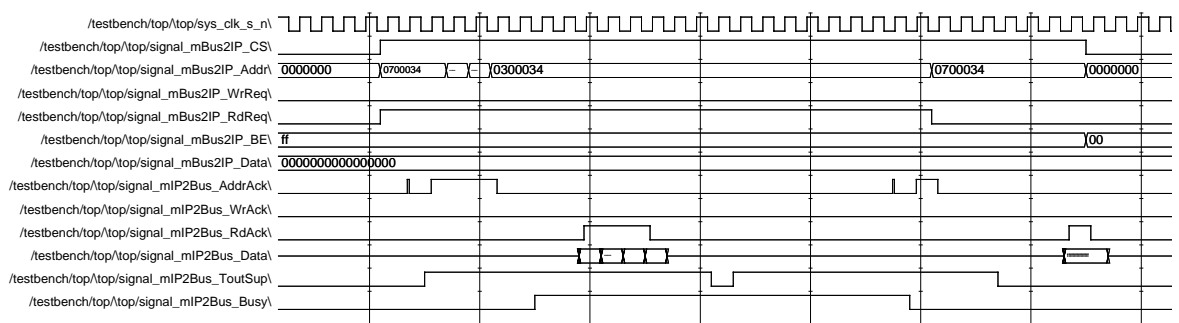 /testbench/top/\top/sys_clk_s_n\
/testbench/top/\top/signal_mBus2IP_CS\
/testbench/top/\top/signal_mBus2IP_Addr\ 0000000 0700034 0300034 0700034 0000000
/testbench/top/\top/signal_mBus2IP_WrReq\
/testbench/top/\top/signal_mBus2IP_RdReq\
/testbench/top/\top/signal_mBus2IP_BE\ ff 00
/testbench/top/\top/signal_mBus2IP_Data\ 0000000000000000
/testbench/top/\top/signal_mIP2Bus_AddrAck\
/testbench/top/\top/signal_mIP2Bus_WrAck\
/testbench/top/\top/signal_mIP2Bus_RdAck\
/testbench/top/\top/signal_mIP2Bus_Data\
/testbench/top/\top/signal_mIP2Bus_ToutSup\
/testbench/top/\top/signal_mIP2Bus_Busy\